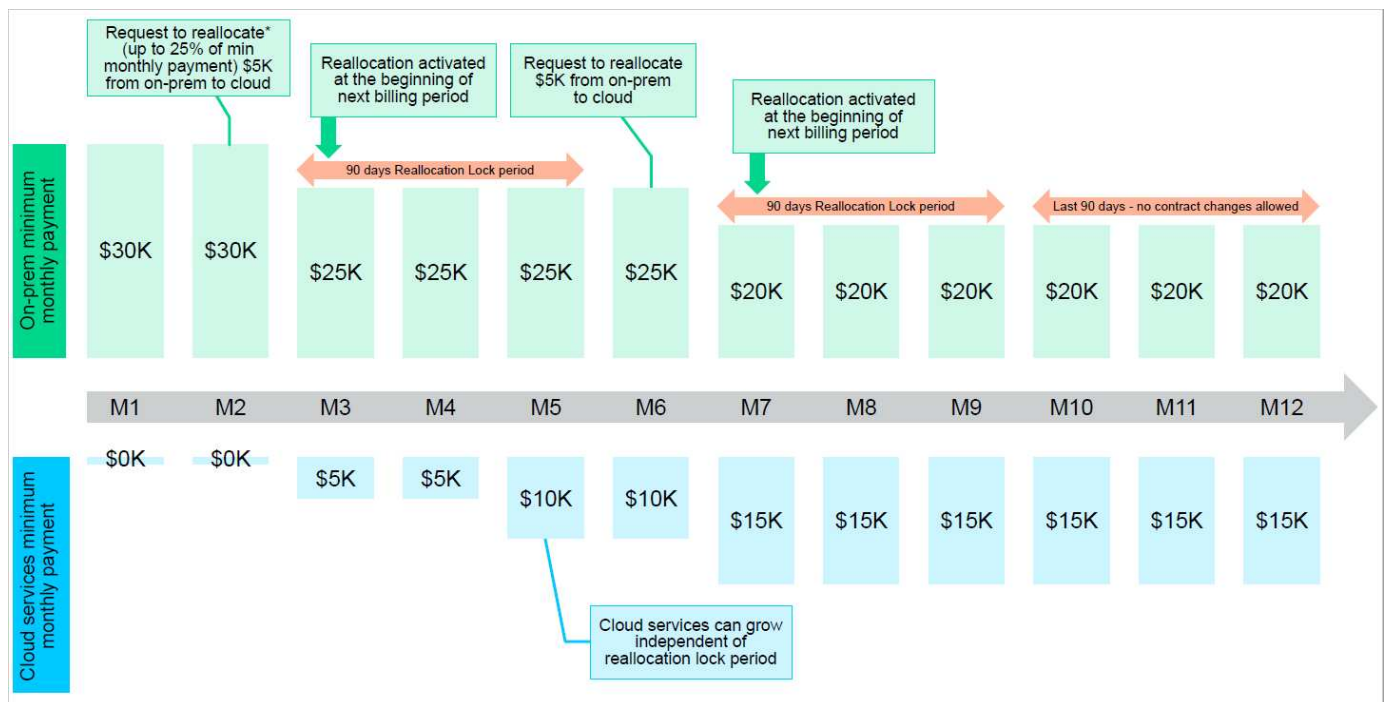 Request to reallocate*
(up to 25% of min
monthly payment) $5K
from on-prem to cloud
Reallocation activated
at the beginning of
next billing period
Request to reallocate
$5K from on-prem
to cloud
Reallocation activated
at the beginning of
next billing period
90 days Reallocation Lock period
90 days Reallocation Lock period
Last 90 days - no contract changes allowed
On-prem minimum
monthly payment
$30K
$30K
$25K
$25K
$25K
$25K
$20K
$20K
$20K
$20K
$20K
$20K
M1
M2
M3
M4
M5
M6
M7
M8
M9
M10
M11
M12
Cloud services minimum
monthly payment
$0K
$0K
$5K
$5K
$10K
$10K
$15K
$15K
$15K
$15K
$15K
$15K
Cloud services can grow
independent of
reallocation lock period